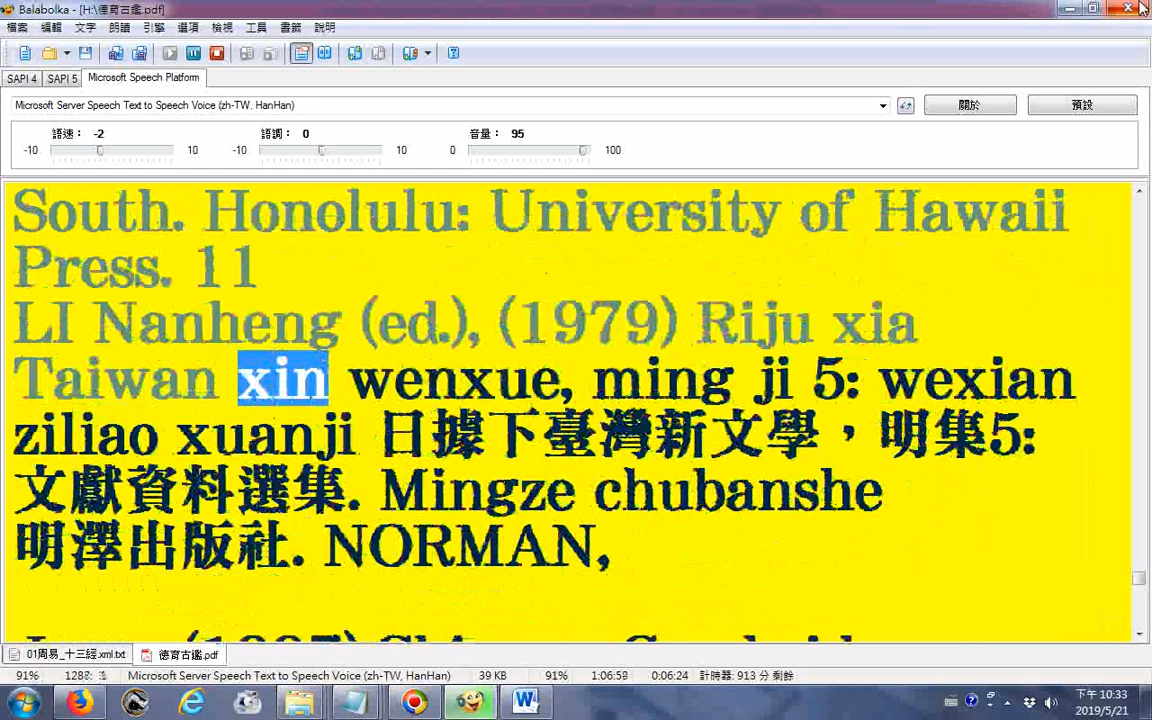 Balabolka - [H:\德育古鑑.pdf]
檔案 編輯 文字 朗讀 引擎 選項 檢視 工具 書籤 說明
SAPI 4 SAPI 5 Microsoft Speech Platform
Microsoft Server Speech Text to Speech Voice (zh-TW, HanHan) 關於 預設
語速： -2 語調： 0 音量： 95
-10 10 -10 10 0 100
South. Honolulu: University of Hawaii
Press. 11
LI Nanheng (ed.), (1979) Riju xia
Taiwan xin wenxue, ming ji 5: wexian
ziliao xuanji 日據下臺灣新文學，明集5:
文獻資料選集. Mingze chubanshe
明澤出版社. NORMAN,
01周易_十三經.xml.txt 德育古鑑.pdf
91% 1288: 1 Microsoft Server Speech Text to Speech Voice (zh-TW, HanHan) 39 KB 91% 1:06:58 0:06:24 計時器: 913 分 剩餘
下午 10:33
2019/5/21